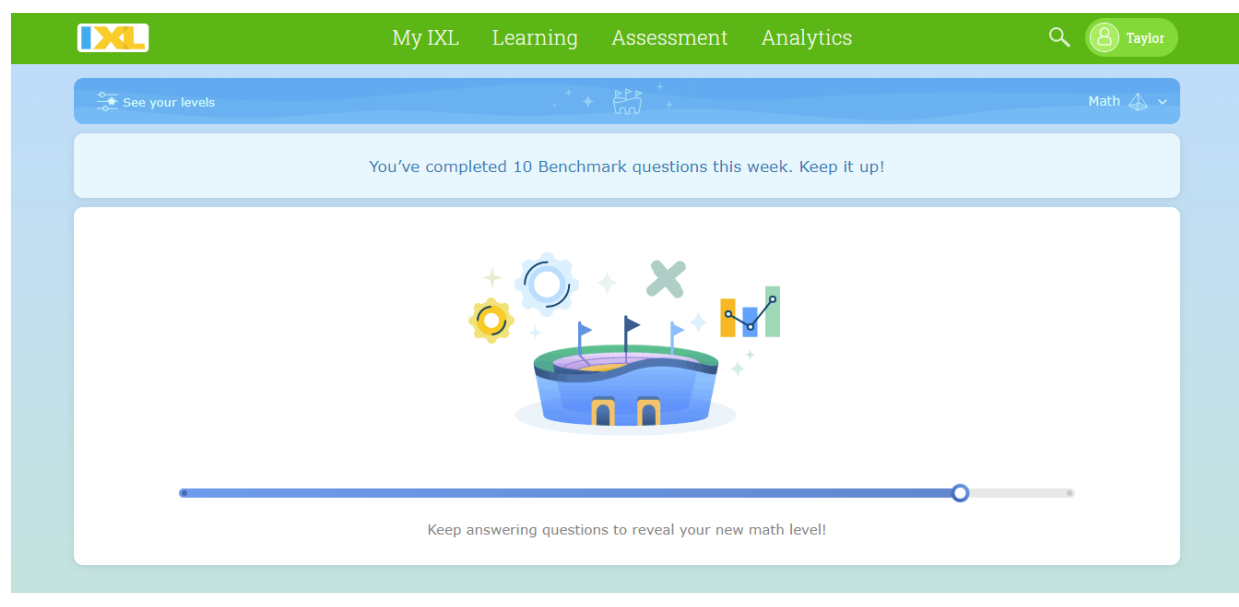 IXL
My IXL Learning Assessment Analytics
Taylor
See your levels
Math
You've completed 10 Benchmark questions this week. Keep it up!
Keep answering questions to reveal your new math level!